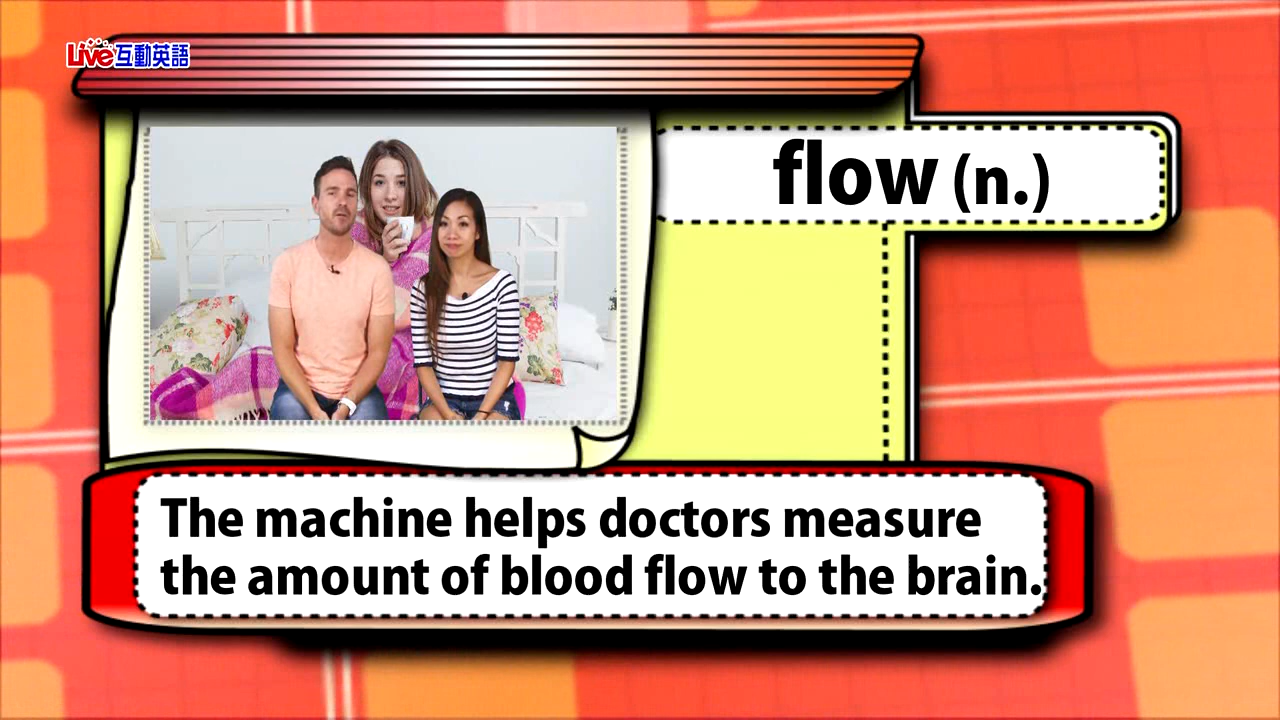 Live互動英語
flow (n.)
The machine helps doctors measure
the amount of blood flow to the brain.